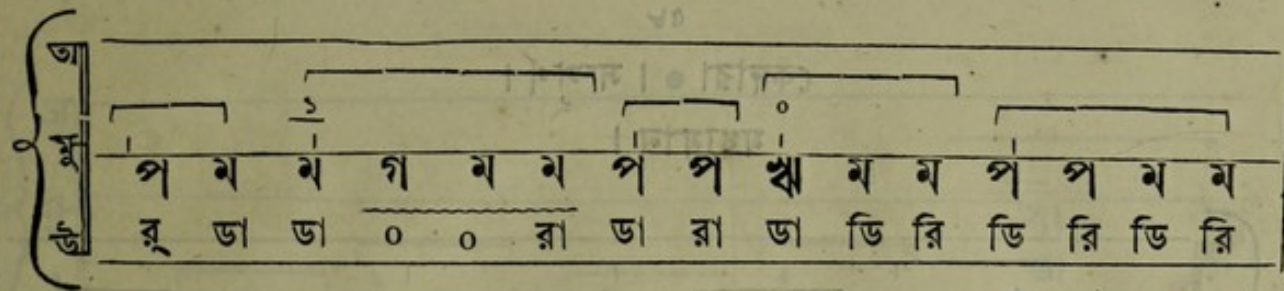 ১ ০
প ম ম গ ম ম প প ঋ ম ম প প ম ম
র্ ডা ডা ০ ০ রা ডা রা ডা ডি রি ডি রি ডি রি